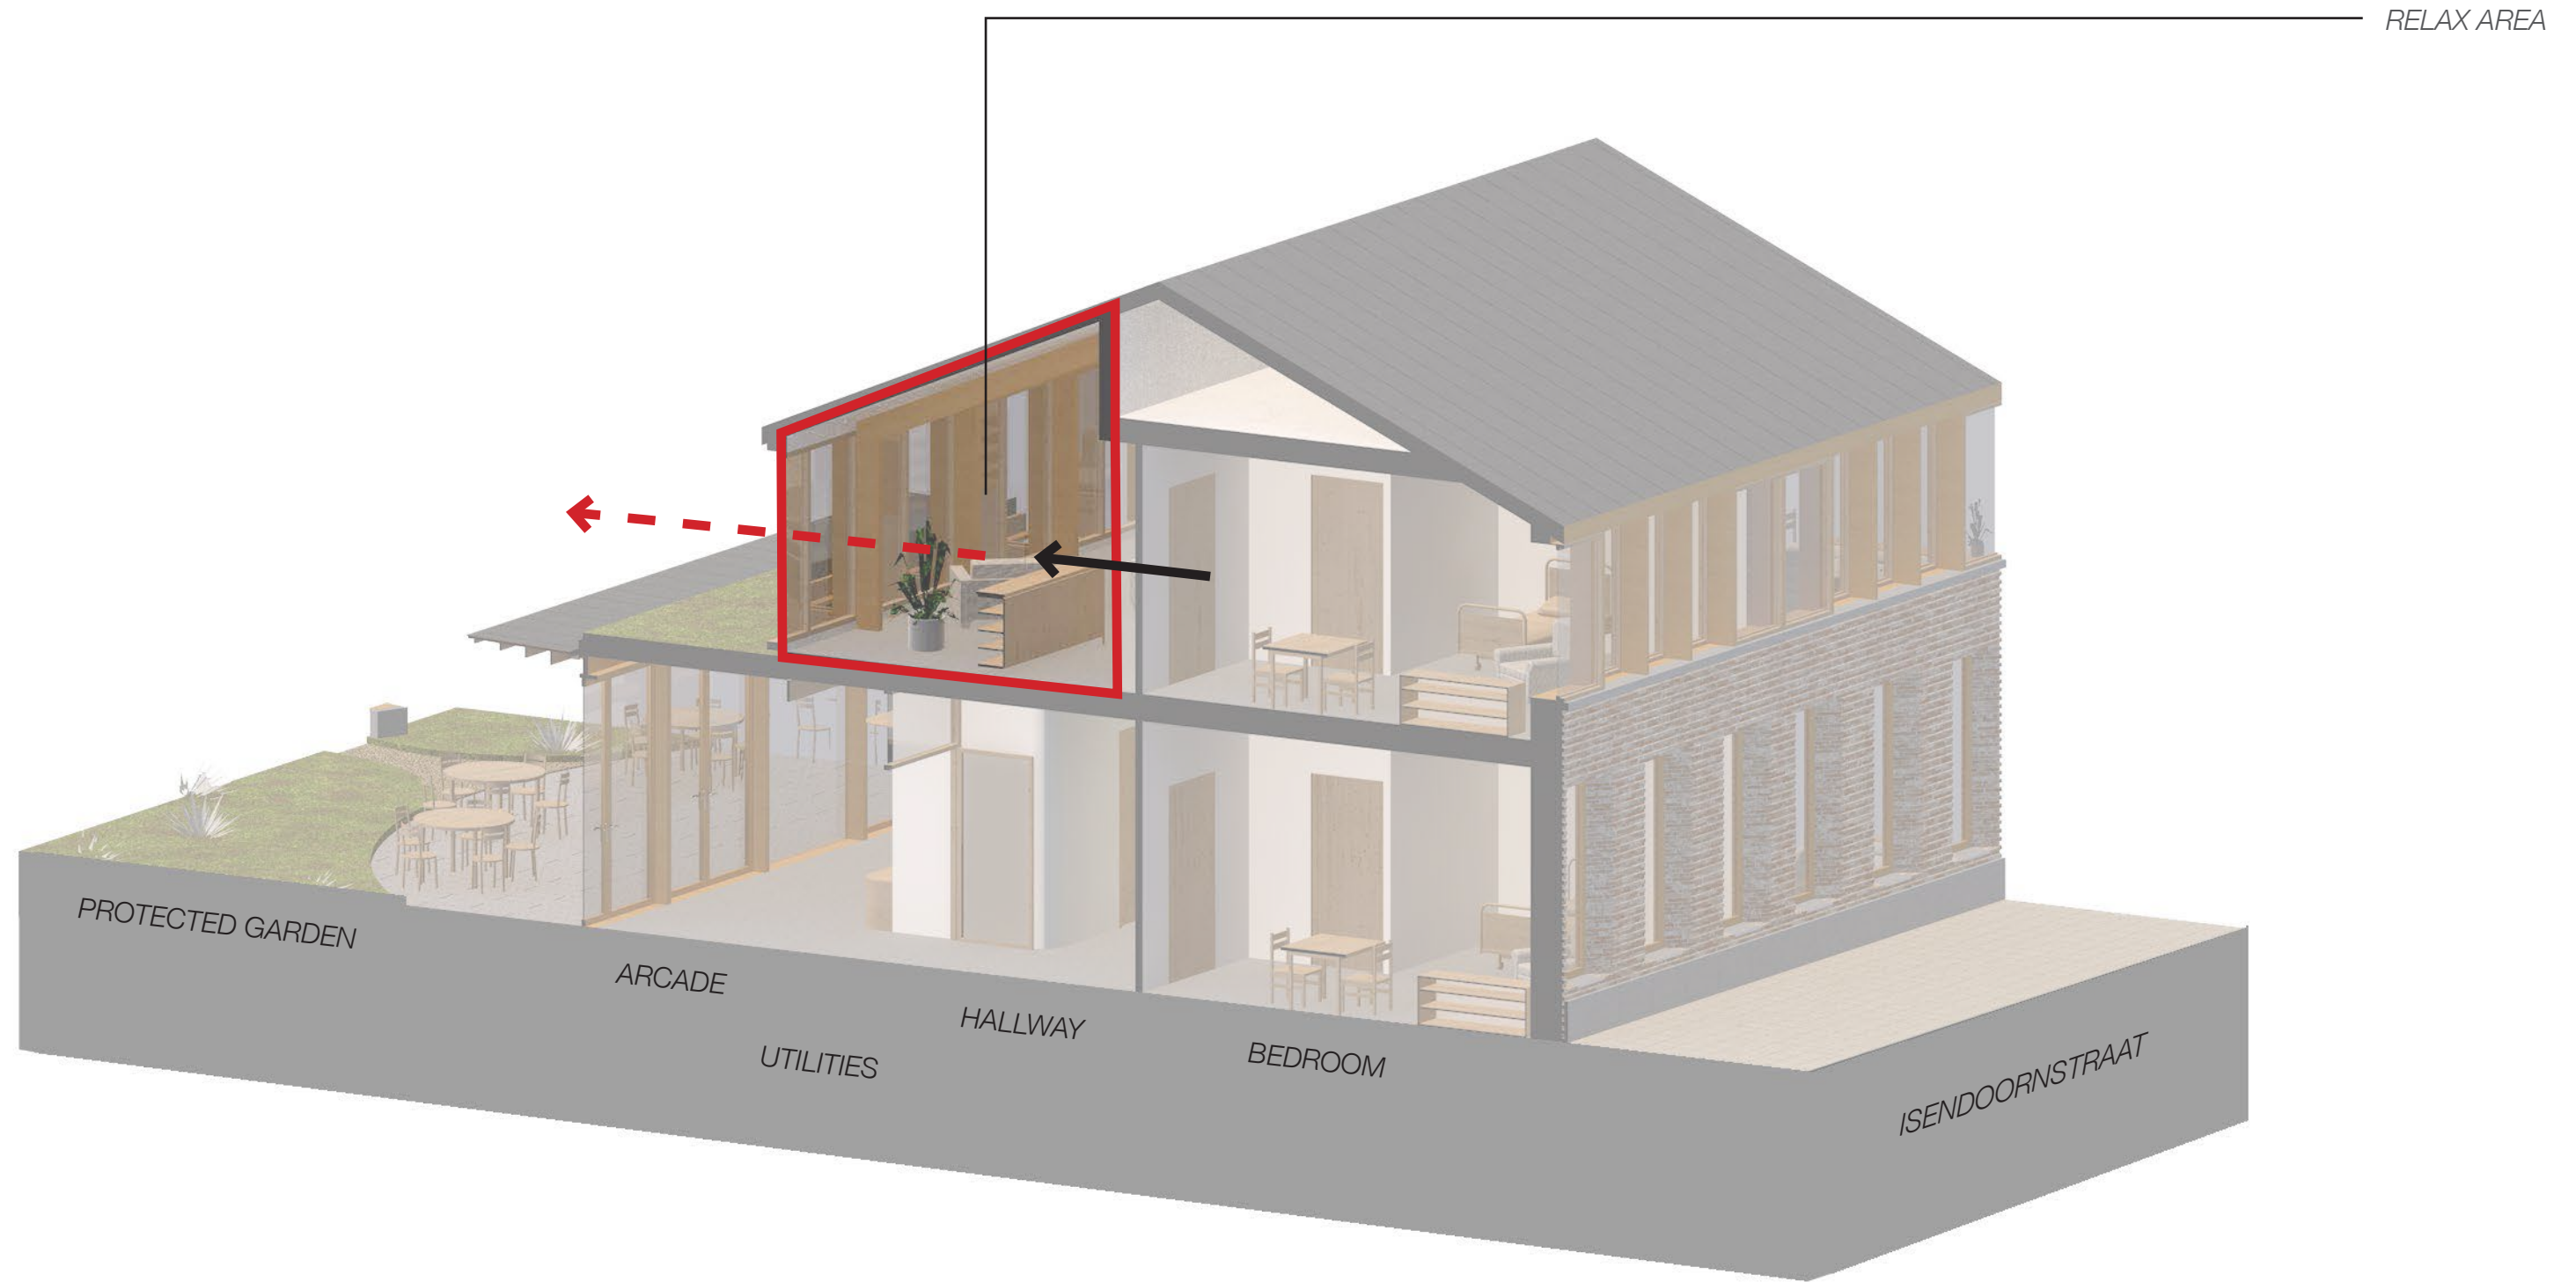 RELAX AREA
PROTECTED GARDEN
ARCADE
UTILITIES
HALLWAY
BEDROOM
ISENDOORNSTRAAT